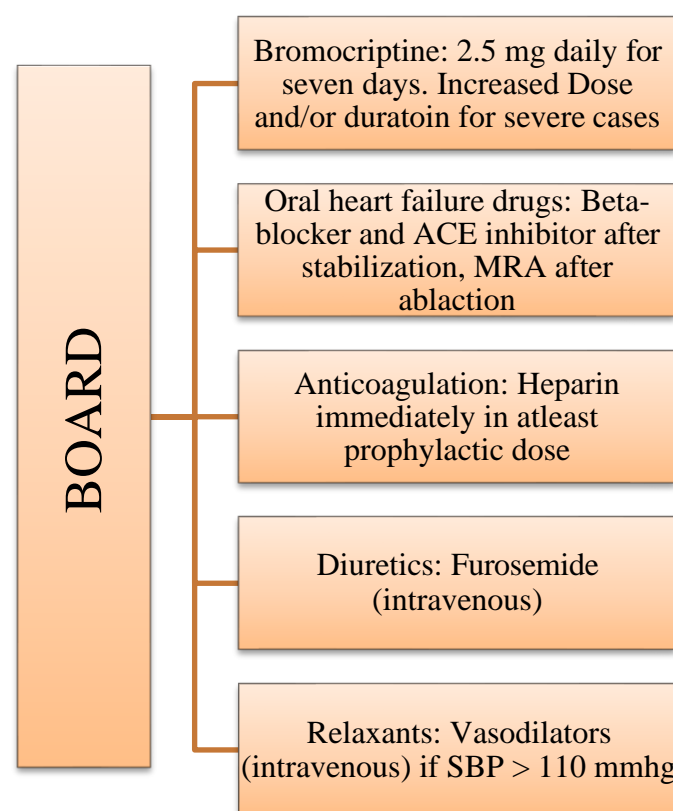 BOARD
Bromocriptine: 2.5 mg daily for
seven days. Increased Dose
and/or duratoin for severe cases
Oral heart failure drugs: Beta-
blocker and ACE inhibitor after
stabilization, MRA after
ablaction
Anticoagulation: Heparin
immediately in atleast
prophylactic dose
Diuretics: Furosemide
(intravenous)
Relaxants: Vasodilators
(intravenous) if SBP > 110 mmhg